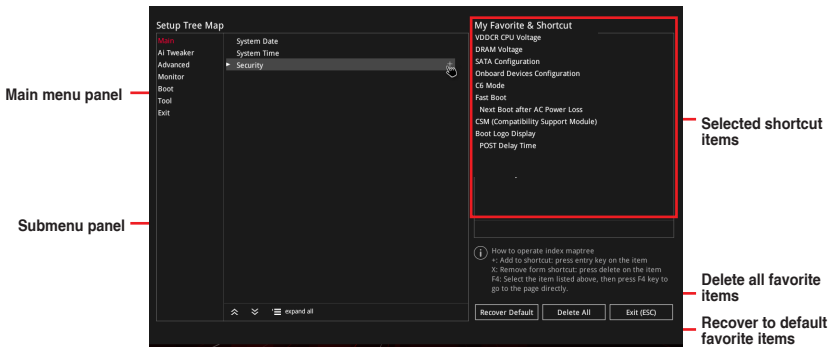 Setup Tree Map
Main
Ai Tweaker
Advanced
Monitor
Boot
Tool
Exit
System Date
System Time
Security
expand all
My Favorite & Shortcut
VDDCR CPU Voltage
DRAM Voltage
SATA Configuration
Onboard Devices Configuration
C6 Mode
Fast Boot
Next Boot after AC Power Loss
CSM (Compatibility Support Module)
Boot Logo Display
POST Delay Time
How to operate index maptree
+: Add to shortcut: press entry key on the item
X: Remove form shortcut: press delete on the item
F4: Select the item listed above, then press F4 key to
go to the page directly.
Recover Default
Delete All
Exit (ESC)
Main menu panel
Submenu panel
Selected shortcut
items
Delete all favorite
items
Recover to default
favorite items